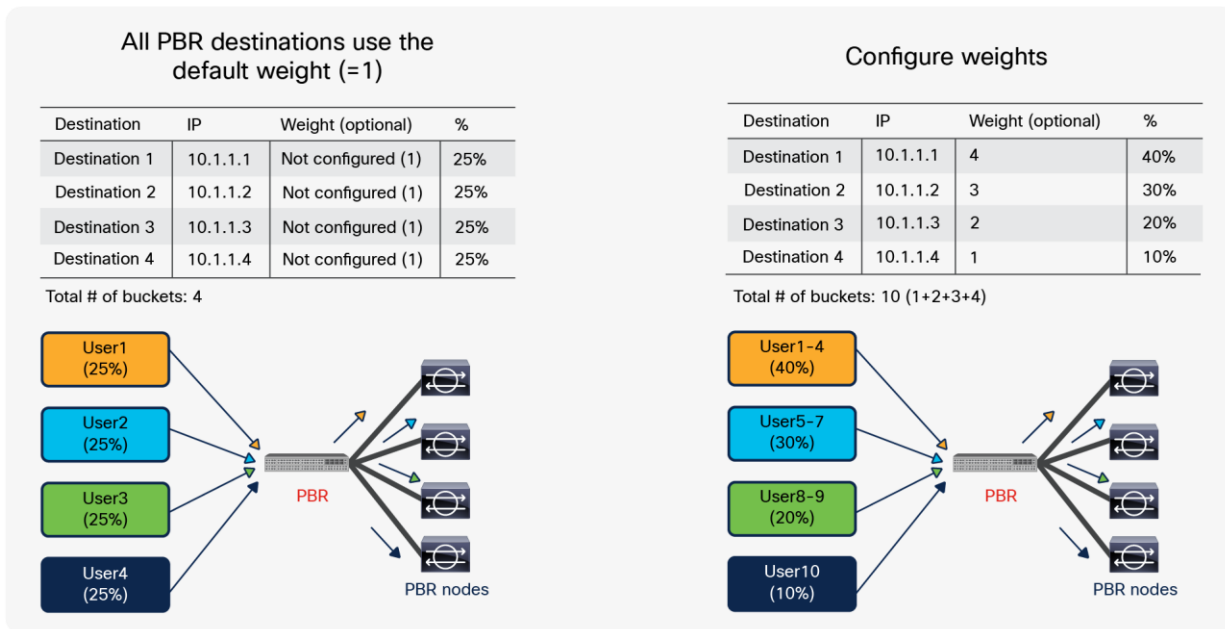 All PBR destinations use the
default weight (=1)
Destination IP Weight (optional) %
Destination 1 10.1.1.1 Not configured (1) 25%
Destination 2 10.1.1.2 Not configured (1) 25%
Destination 3 10.1.1.3 Not configured (1) 25%
Destination 4 10.1.1.4 Not configured (1) 25%
Total # of buckets: 4
User1
(25%)
User2
(25%)
User3
(25%)
User4
(25%)
PBR
PBR nodes
Configure weights
Destination IP Weight (optional) %
Destination 1 10.1.1.1 4 40%
Destination 2 10.1.1.2 3 30%
Destination 3 10.1.1.3 2 20%
Destination 4 10.1.1.4 1 10%
Total # of buckets: 10 (1+2+3+4)
User1-4
(40%)
User5-7
(30%)
User8-9
(20%)
User10
(10%)
PBR
PBR nodes